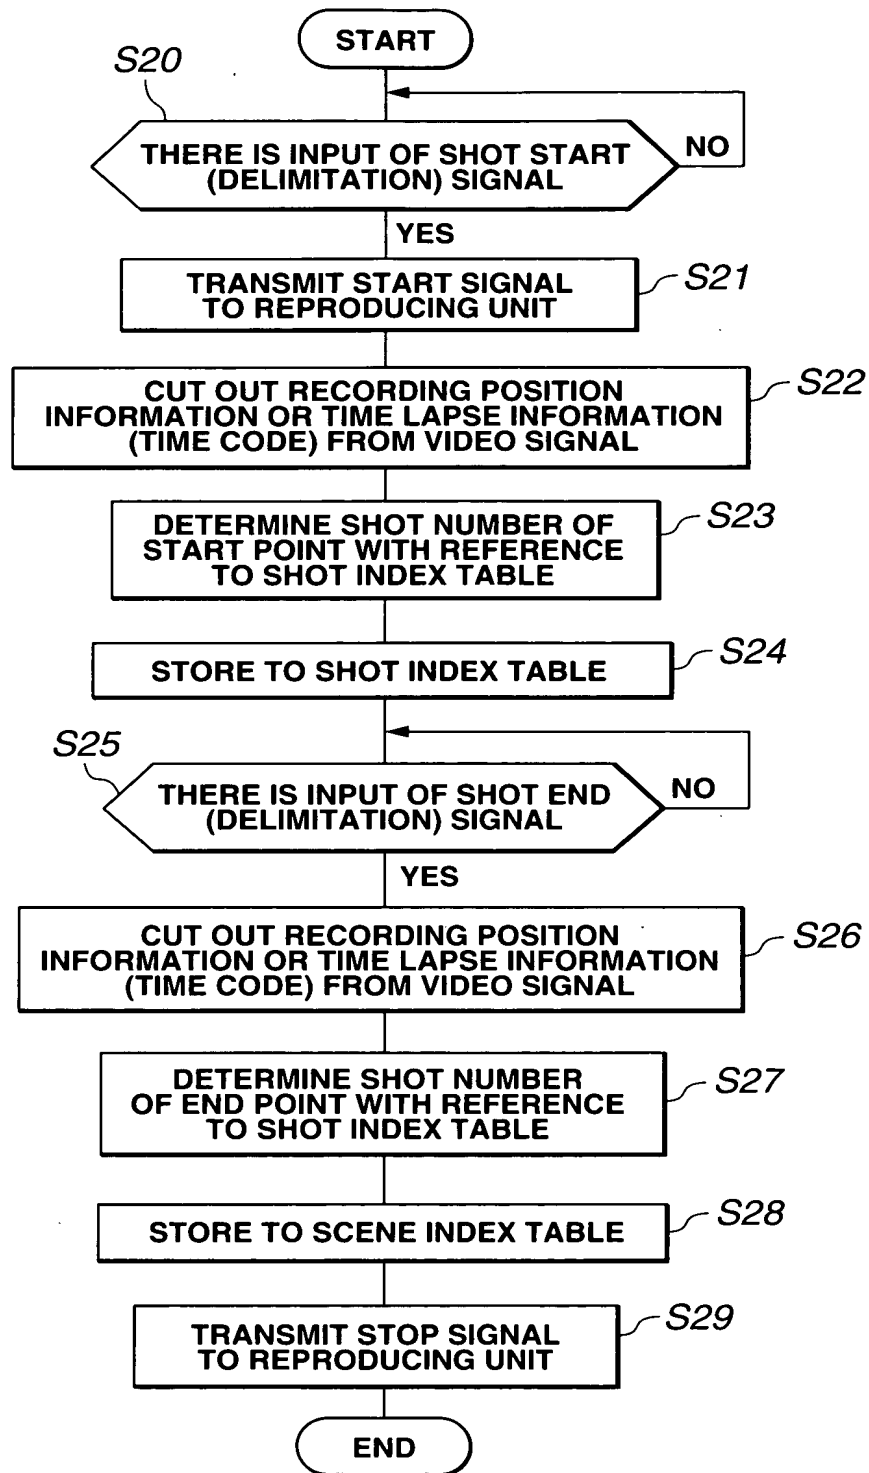 START
S20
THERE IS INPUT OF SHOT START
(DELIMITATION) SIGNAL
NO
YES
TRANSMIT START SIGNAL
TO REPRODUCING UNIT
S21
CUT OUT RECORDING POSITION
INFORMATION OR TIME LAPSE INFORMATION
(TIME CODE) FROM VIDEO SIGNAL
S22
DETERMINE SHOT NUMBER OF
START POINT WITH REFERENCE
TO SHOT INDEX TABLE
S23
STORE TO SHOT INDEX TABLE
S24
S25
THERE IS INPUT OF SHOT END
(DELIMITATION) SIGNAL
NO
YES
CUT OUT RECORDING POSITION
INFORMATION OR TIME LAPSE INFORMATION
(TIME CODE) FROM VIDEO SIGNAL
S26
DETERMINE SHOT NUMBER
OF END POINT WITH REFERENCE
TO SHOT INDEX TABLE
S27
STORE TO SCENE INDEX TABLE
S28
TRANSMIT STOP SIGNAL
TO REPRODUCING UNIT
S29
END